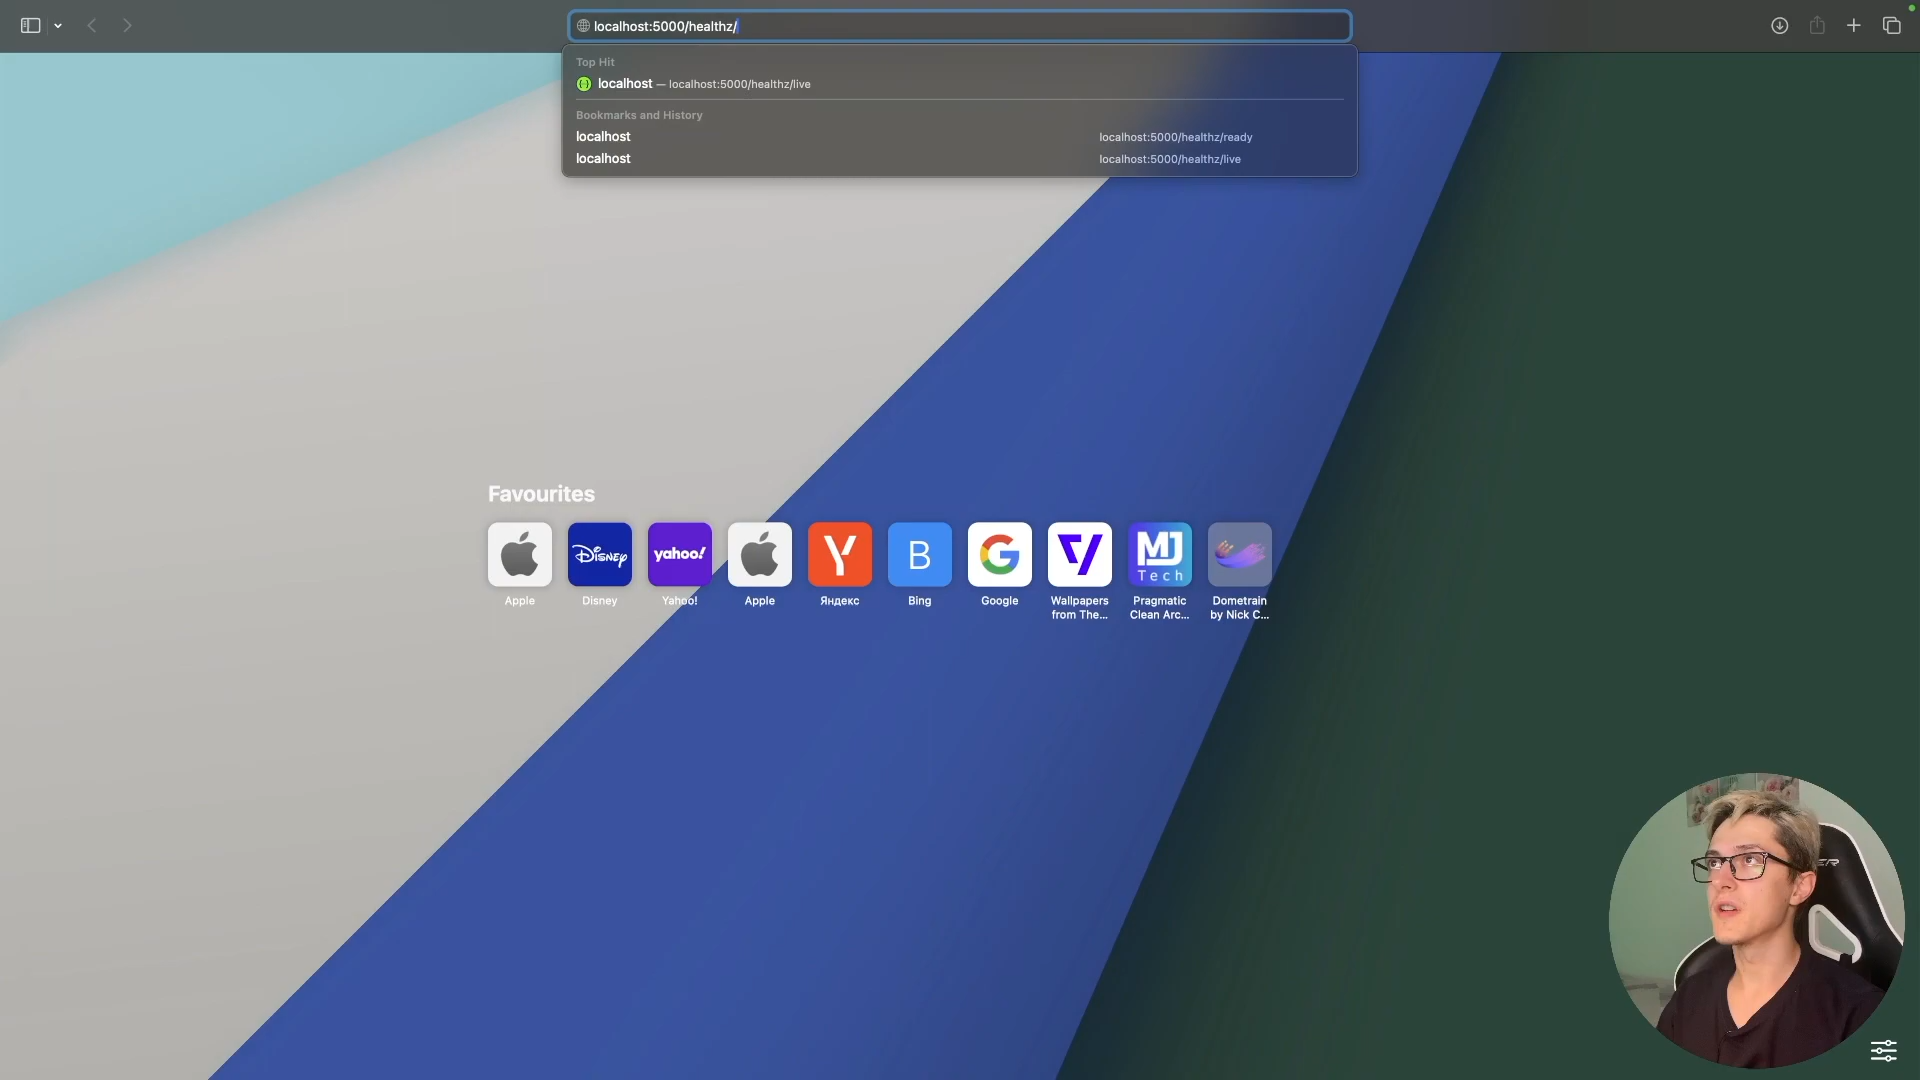 localhost:5000/healthz/
Top Hit
localhost — localhost:5000/healthz/live
Bookmarks and History
localhost localhost:5000/healthz/ready
localhost localhost:5000/healthz/live
Favourites
Disney
yahoo!
Y
B
G
MJ
Tech
Apple
Disney
Yahoo!
Apple
Яндекс
Bing
Google
Wallpapers
from The...
Pragmatic
Clean Arc...
Dometrain
by Nick C...